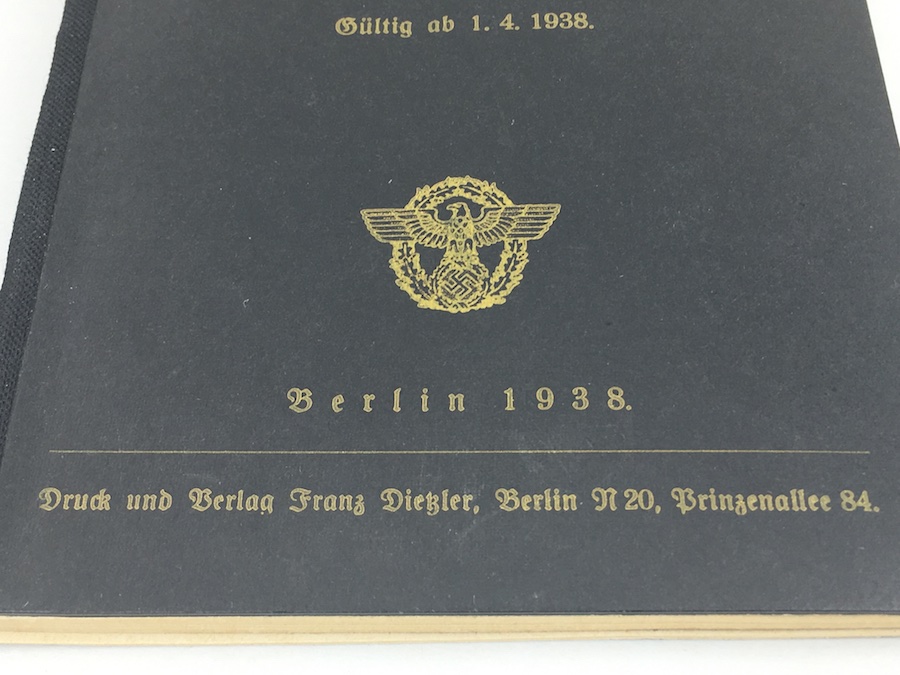 Gültig ab 1. 4. 1938.
Berlin 1938.
Druck und Verlag Franz Dietzler, Berlin N 20, Prinzenallee 84.